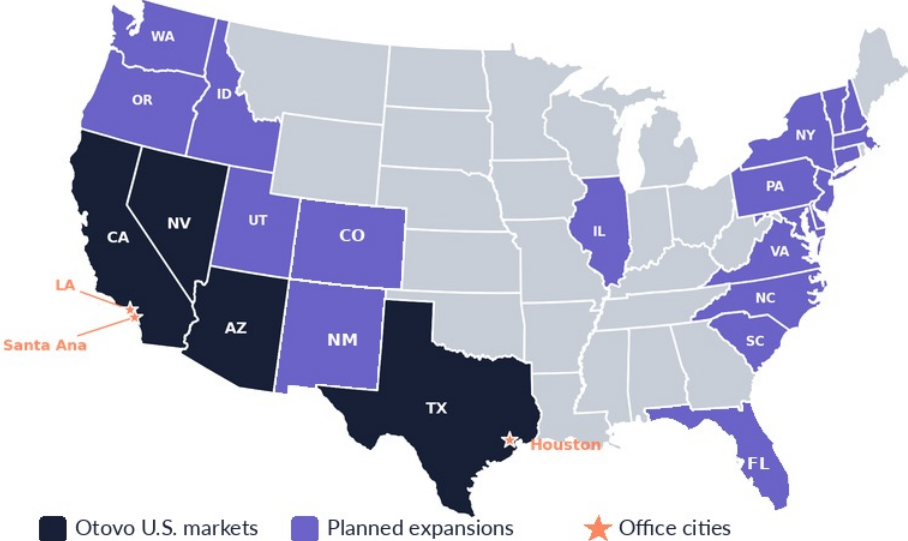 WA
OR
ID
NY
PA
NV
CA
UT
CO
IL
VA
LA
AZ
NM
NC
SC
Santa Ana
TX
Houston
FL
Otovo U.S. markets
Planned expansions
Office cities